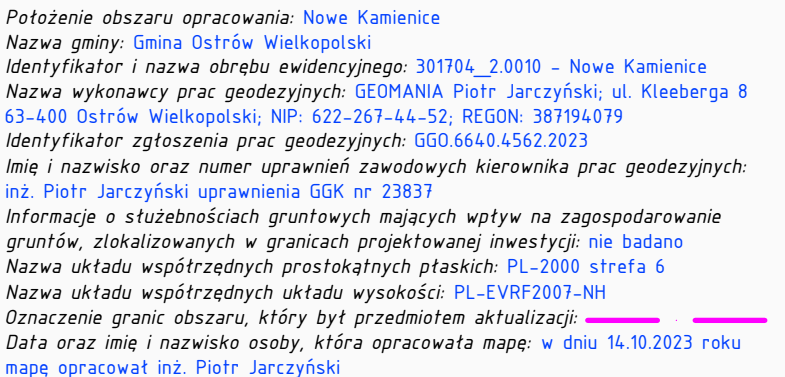 Położenie obszaru opracowania: Nowe Kamienice
Nazwa gminy: Gmina Ostrów Wielkopolski
Identyfikator i nazwa obrębu ewidencyjnego: 301704_2.0010 - Nowe Kamienice
Nazwa wykonawcy prac geodezyjnych: GEOMANIA Piotr Jarczyński; ul. Kleeberga 8
63-400 Ostrów Wielkopolski; NIP: 622-267-44-52; REGON: 387194079
Identyfikator zgłoszenia prac geodezyjnych: GGO.6640.4562.2023
Imię i nazwisko oraz numer uprawnień zawodowych kierownika prac geodezyjnych:
inż. Piotr Jarczyński uprawnienia GGK nr 23837
Informacje o służebnościach gruntowych mających wpływ na zagospodarowanie
gruntów, zlokalizowanych w granicach projektowanej inwestycji: nie badano
Nazwa układu współrzędnych prostokątnych płaskich: PL-2000 strefa 6
Nazwa układu współrzędnych układu wysokości: PL-EVRF2007-NH
Oznaczenie granic obszaru, który był przedmiotem aktualizacji:
Data oraz imię i nazwisko osoby, która opracowała mapę: w dniu 14.10.2023 roku
mapę opracował inż. Piotr Jarczyński